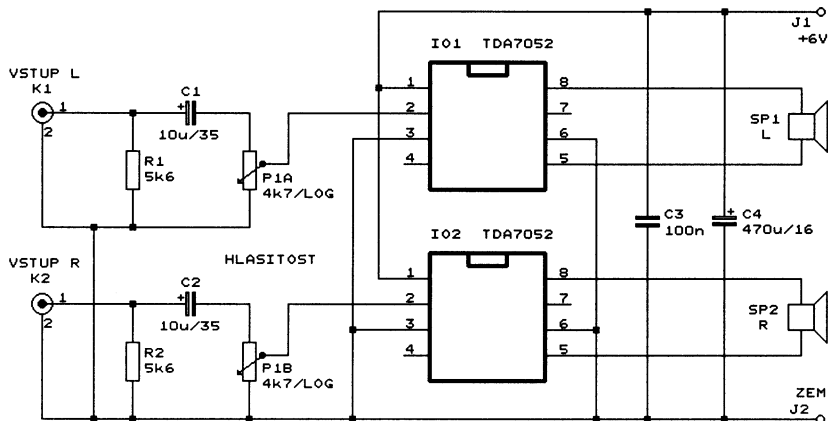 J1
+6V
IO1 TDA7052
VSTUP L
K1
1
2
C1
+
10u/35
R1
5k6
P1A
4k7/LOG
1
2
3
4
8
7
6
5
SP1
L
C3
100n
+
C4
470u/16
IO2 TDA7052
HLASITOST
VSTUP R
K2
1
2
C2
+
10u/35
R2
5k6
P1B
4k7/LOG
1
2
3
4
8
7
6
5
SP2
R
ZEM
J2